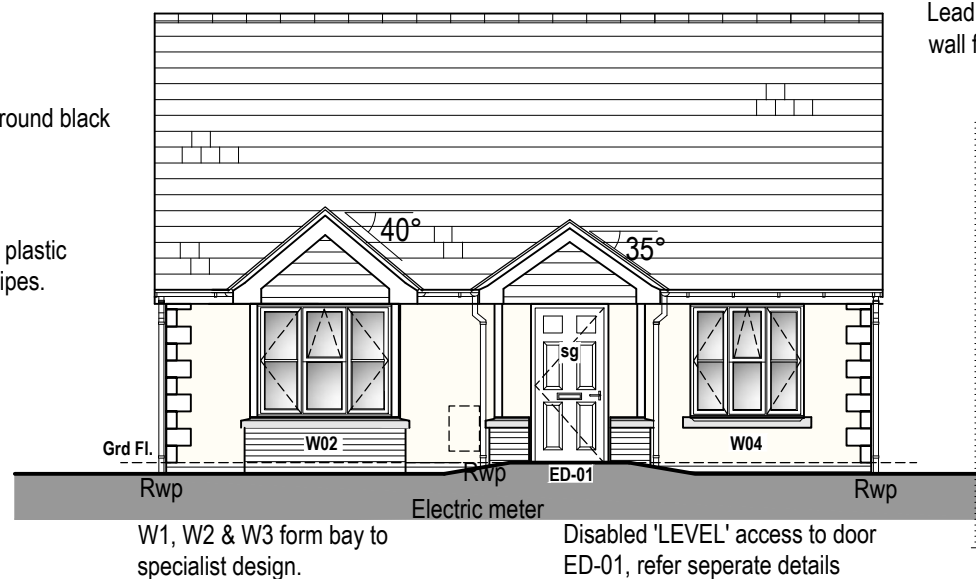 Lead
wall f
round black
plastic
ipes.
40°
35°
sg
W02
W04
Grd Fl.
Rwp
Rwp
ED-01
Rwp
Electric meter
W1, W2 & W3 form bay to
specialist design.
Disabled 'LEVEL' access to door
ED-01, refer seperate details